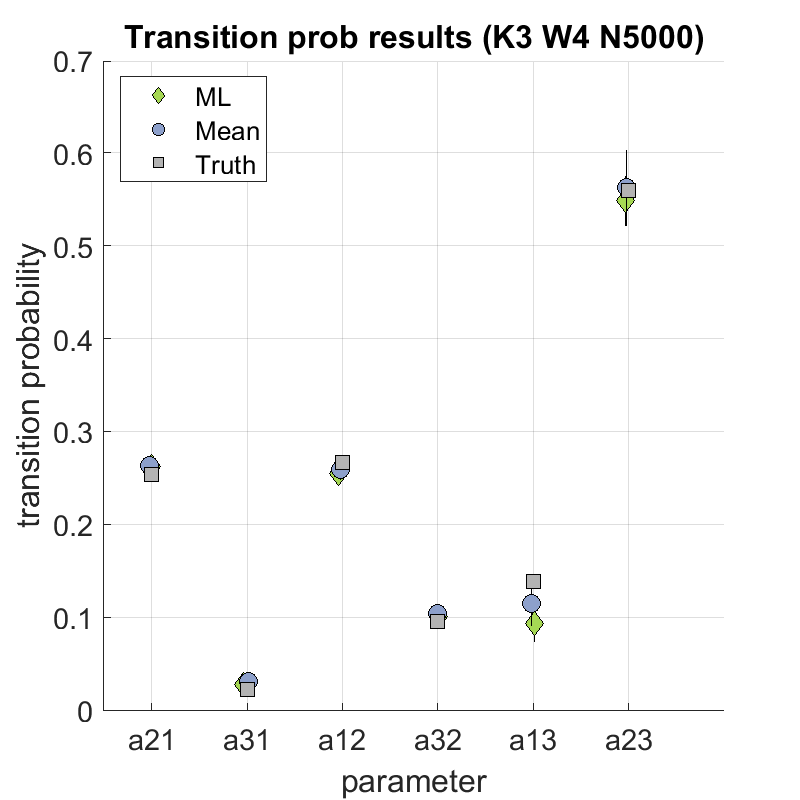 Transition prob results (K3 W4 N5000)
ML
Mean
Truth
transition probability
0.7
0.6
0.5
0.4
0.3
0.2
0.1
0
a21 a31 a12 a32 a13 a23
parameter